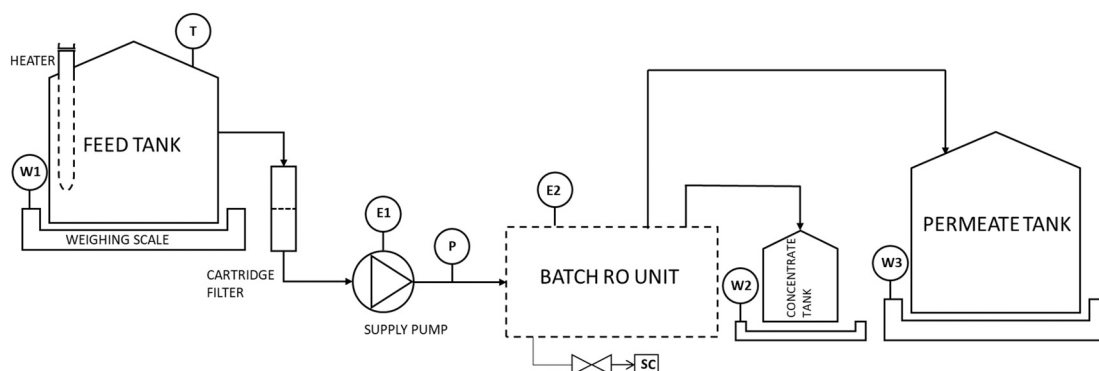 T
HEATER
FEED TANK
W1
WEIGHING SCALE
CARTRIDGE
FILTER
E1
P
SUPPLY PUMP
E2
BATCH RO UNIT
SC
W2
CONCENTRATE
TANK
W3
PERMEATE TANK